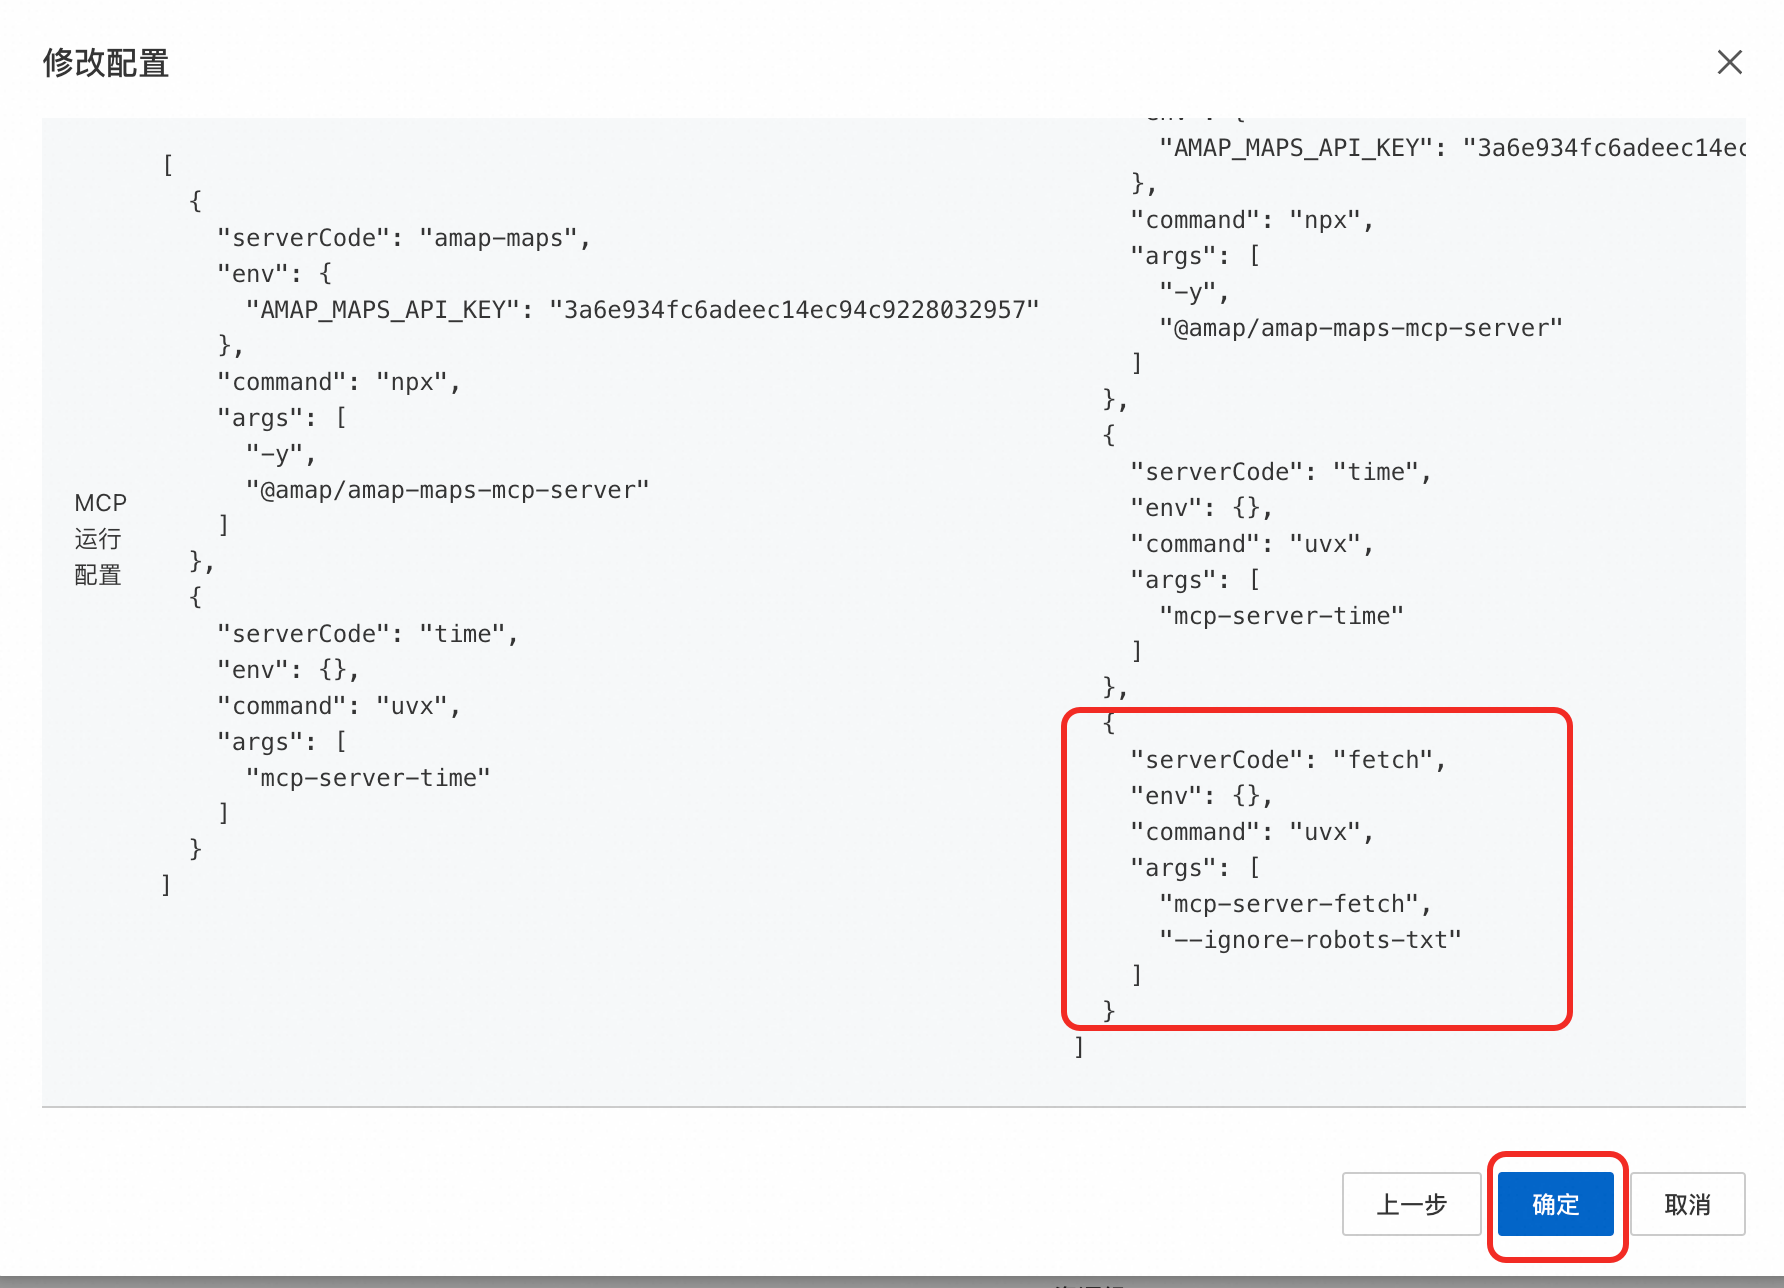 修改配置
MCP
运行
配置
[
{
"serverCode": "amap-maps",
"env": {
"AMAP_MAPS_API_KEY": "3a6e934fc6adeec14ec94c9228032957"
},
"command": "npx",
"args": [
"-y",
"@amap/amap-maps-mcp-server"
]
},
{
"serverCode": "time",
"env": {},
"command": "uvx",
"args": [
"mcp-server-time"
]
}
]
"AMAP_MAPS_API_KEY": "3a6e934fc6adeec14ec
},
"command": "npx",
"args": [
"-y",
"@amap/amap-maps-mcp-server"
]
},
{
"serverCode": "time",
"env": {},
"command": "uvx",
"args": [
"mcp-server-time"
]
},
{
"serverCode": "fetch",
"env": {},
"command": "uvx",
"args": [
"mcp-server-fetch",
"--ignore-robots-txt"
]
}
]
上一步
确定
取消